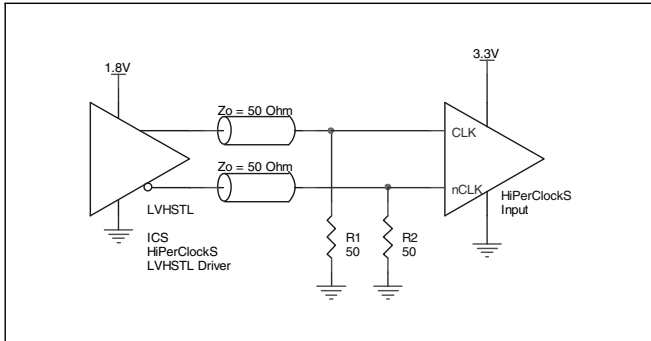 1.8V
3.3V
Zo = 50 Ohm
CLK
Zo = 50 Ohm
nCLK
HiPerClockS
Input
LVHSTL
ICS
HiPerClockS
LVHSTL Driver
R1
50
R2
50